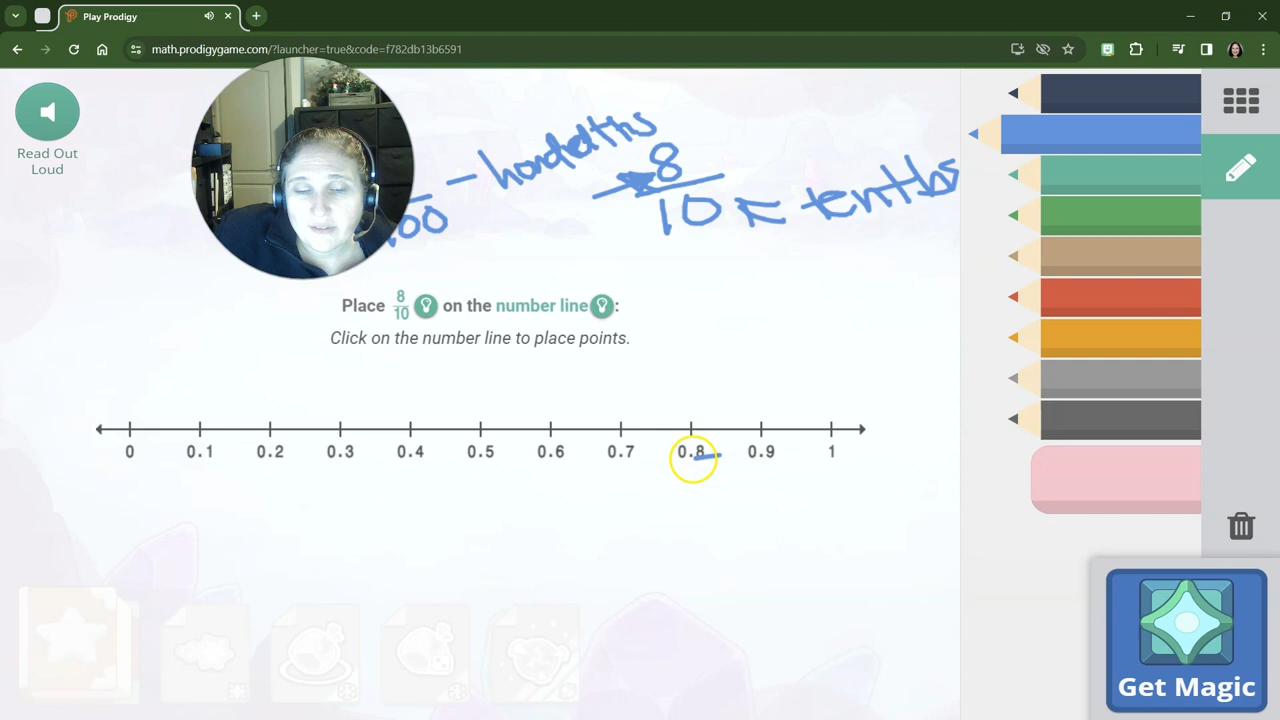 Play Prodigy
math.prodigygame.com/?launcher=true&code=f782db13b6591
Read Out
Loud
- hundredths
8
10 tenths
Place 8/10 on the number line :
Click on the number line to place points.
0 0.1 0.2 0.3 0.4 0.5 0.6 0.7 0.8 0.9 1
Get Magic